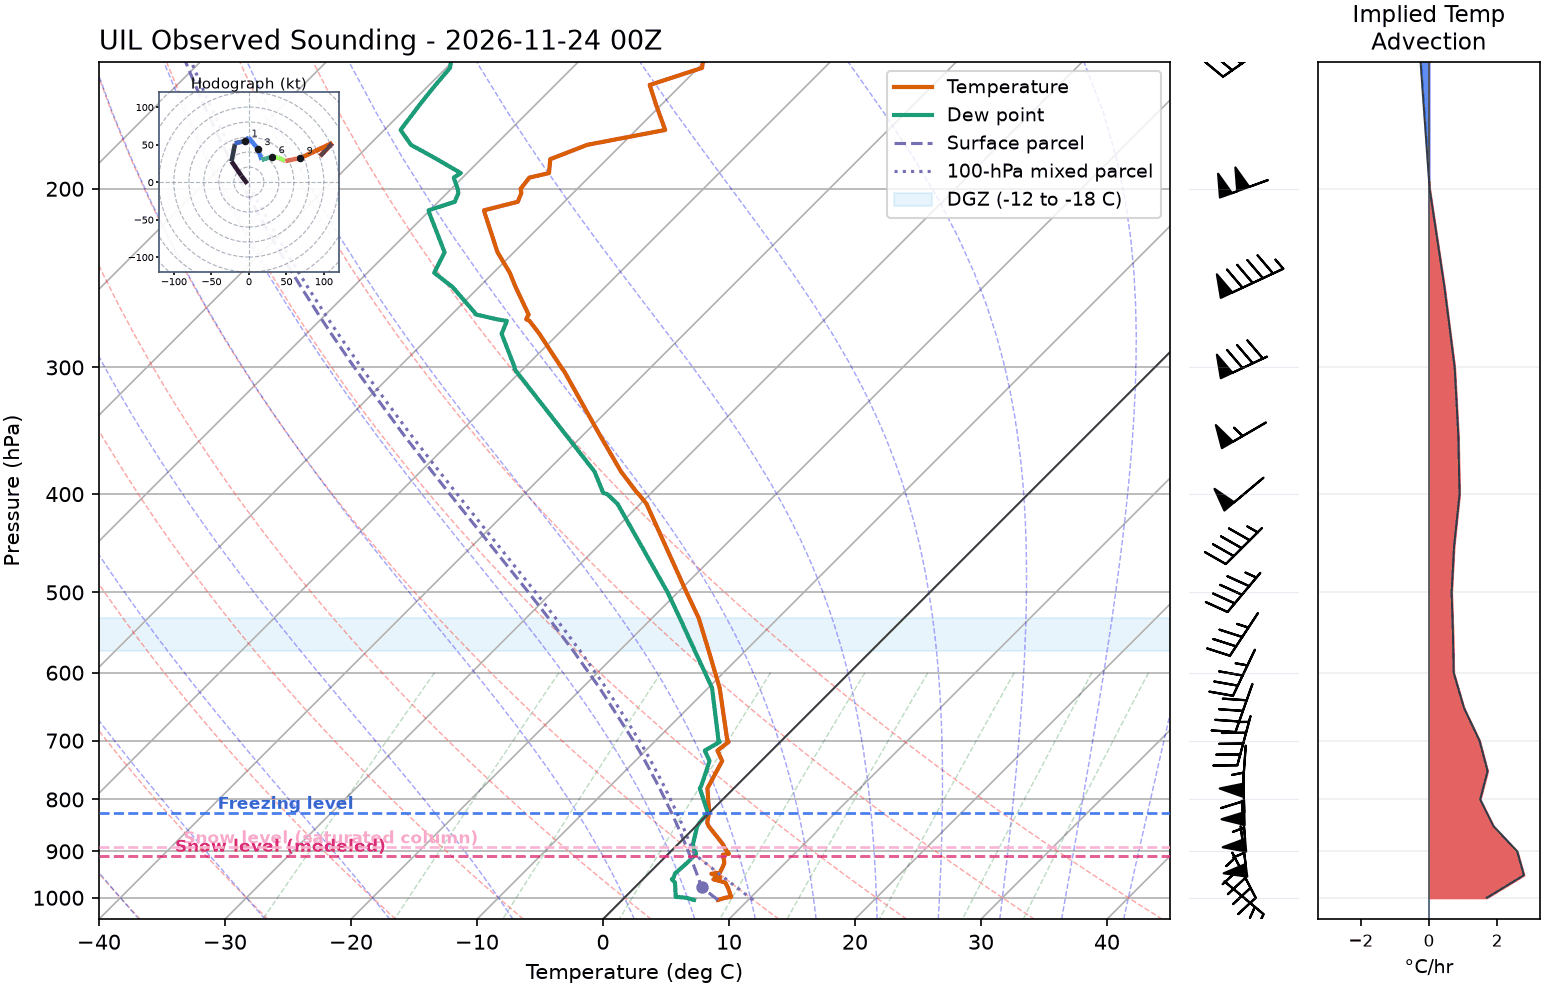 UIL Observed Sounding - 2026-11-24 00Z
Implied Temp
Advection
Hodograph (kt)
100
50
0
−50
−100
−100
−50
0
50
100
1
3
6
9
Temperature
Dew point
Surface parcel
100-hPa mixed parcel
DGZ (-12 to -18 C)
Pressure (hPa)
200
300
400
500
600
700
800
900
1000
Freezing level
Snow level (saturated column)
Snow level (modeled)
−40
−30
−20
−10
0
10
20
30
40
Temperature (deg C)
−2
0
2
°C/hr